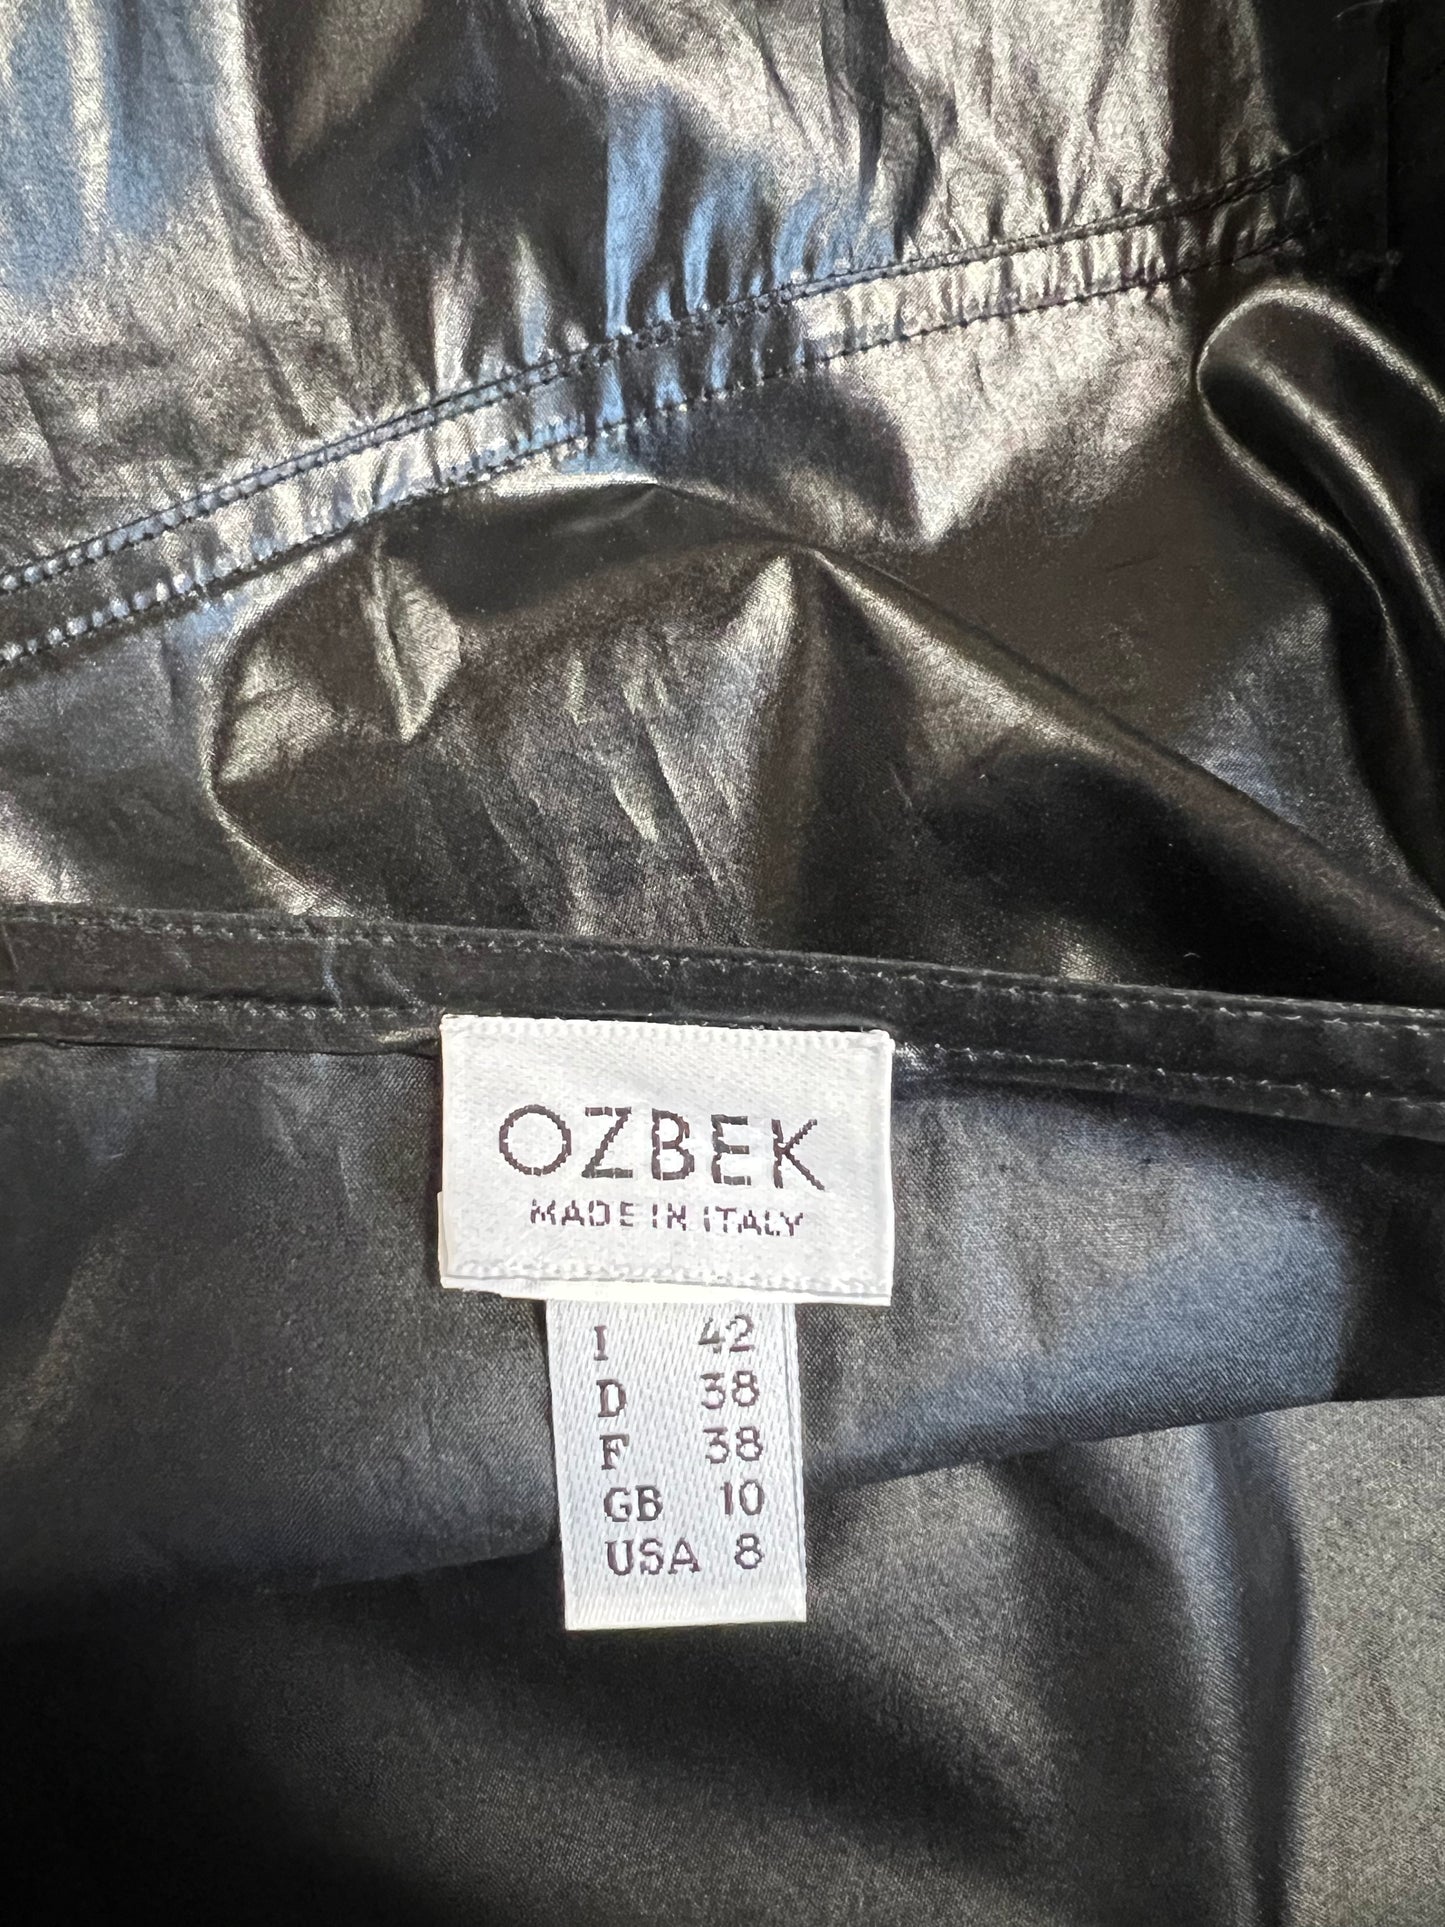 OZBEK
MADE IN ITALY
I 42
D 38
F 38
GB 10
USA 8